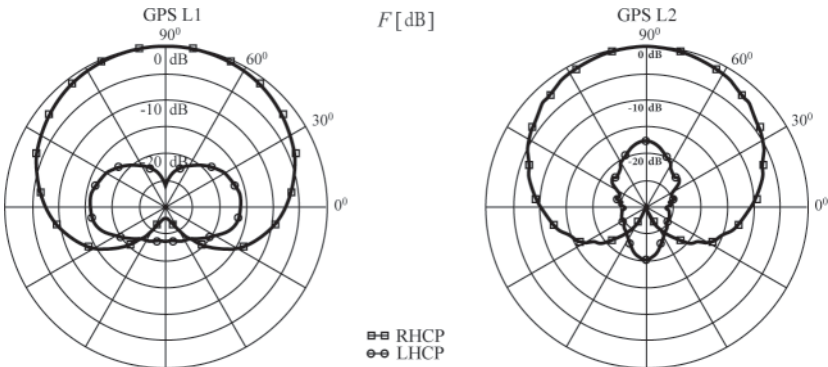 GPS L1
F[dB]
GPS L2
90⁰
0 dB
60⁰
-10 dB
30⁰
-20 dB
0⁰
90⁰
0 dB
60⁰
-10 dB
30⁰
-20 dB
0⁰
RHCP
LHCP